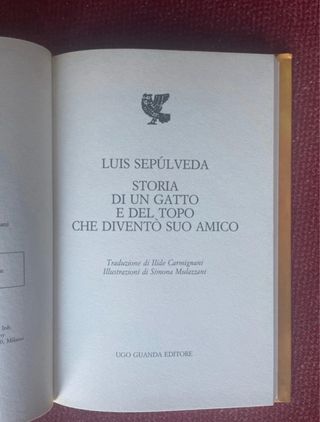 LUIS SEPÚLVEDA
STORIA
DI UN GATTO
E DEL TOPO
CHE DIVENTÒ SUO AMICO
Traduzione di Ilide Carmignani
Illustrazioni di Simona Mulazzani
UGO GUANDA EDITORE
Milano